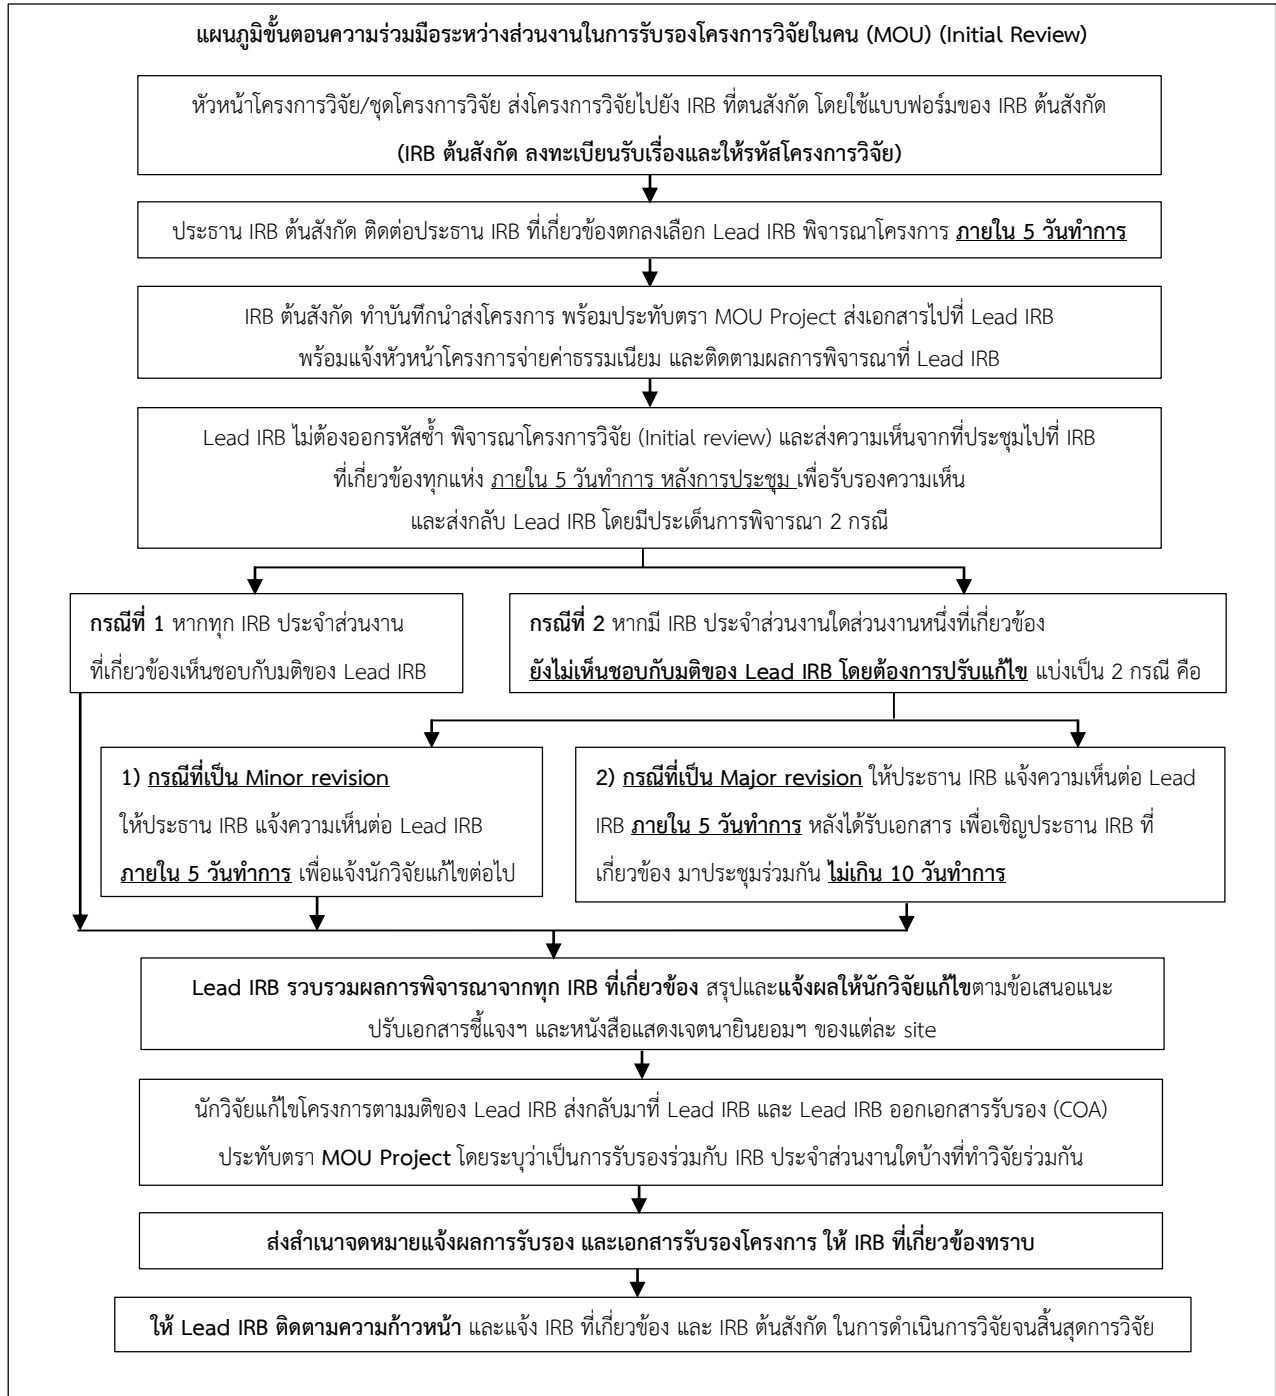 แผนภูมิขั้นตอนความร่วมมือระหว่างส่วนงานในการรับรองโครงการวิจัยในคน (MOU) (Initial Review)
หัวหน้าโครงการวิจัย/ชุดโครงการวิจัย ส่งโครงการวิจัยไปยัง IRB ที่ตนสังกัด โดยใช้แบบฟอร์มของ IRB ต้นสังกัด
(IRB ต้นสังกัด ลงทะเบียนรับเรื่องและให้รหัสโครงการวิจัย)
ประธาน IRB ต้นสังกัด ติดต่อประธาน IRB ที่เกี่ยวข้องตกลงเลือก Lead IRB พิจารณาโครงการ ภายใน 5 วันทำการ
IRB ต้นสังกัด ทำบันทึกนำส่งโครงการ พร้อมประทับตรา MOU Project ส่งเอกสารไปที่ Lead IRB
พร้อมแจ้งหัวหน้าโครงการจ่ายค่าธรรมเนียม และติดตามผลการพิจารณาที่ Lead IRB
Lead IRB ไม่ต้องออกรหัสซ้ำ พิจารณาโครงการวิจัย (Initial review) และส่งความเห็นจากที่ประชุมไปที่ IRB
ที่เกี่ยวข้องทุกแห่ง ภายใน 5 วันทำการ หลังการประชุม เพื่อรับรองความเห็น
และส่งกลับ Lead IRB โดยมีประเด็นการพิจารณา 2 กรณี
กรณีที่ 1 หากทุก IRB ประจำส่วนงาน
ที่เกี่ยวข้องเห็นชอบกับมติของ Lead IRB
กรณีที่ 2 หากมี IRB ประจำส่วนงานใดส่วนงานหนึ่งที่เกี่ยวข้อง
ยังไม่เห็นชอบกับมติของ Lead IRB โดยต้องการปรับแก้ไข แบ่งเป็น 2 กรณี คือ
1) กรณีที่เป็น Minor revision
ให้ประธาน IRB แจ้งความเห็นต่อ Lead IRB
ภายใน 5 วันทำการ เพื่อแจ้งนักวิจัยแก้ไขต่อไป
2) กรณีที่เป็น Major revision ให้ประธาน IRB แจ้งความเห็นต่อ Lead
IRB ภายใน 5 วันทำการ หลังได้รับเอกสาร เพื่อเชิญประธาน IRB ที่
เกี่ยวข้อง มาประชุมร่วมกัน ไม่เกิน 10 วันทำการ
Lead IRB รวบรวมผลการพิจารณาจากทุก IRB ที่เกี่ยวข้อง สรุปและแจ้งผลให้นักวิจัยแก้ไขตามข้อเสนอแนะ
ปรับเอกสารชี้แจงฯ และหนังสือแสดงเจตนายินยอมฯ ของแต่ละ site
นักวิจัยแก้ไขโครงการตามมติของ Lead IRB ส่งกลับมาที่ Lead IRB และ Lead IRB ออกเอกสารรับรอง (COA)
ประทับตรา MOU Project โดยระบุว่าเป็นการรับรองร่วมกับ IRB ประจำส่วนงานใดบ้างที่ทำวิจัยร่วมกัน
ส่งสำเนาจดหมายแจ้งผลการรับรอง และเอกสารรับรองโครงการ ให้ IRB ที่เกี่ยวข้องทราบ
ให้ Lead IRB ติดตามความก้าวหน้า และแจ้ง IRB ที่เกี่ยวข้อง และ IRB ต้นสังกัด ในการดำเนินการวิจัยจนสิ้นสุดการวิจัย